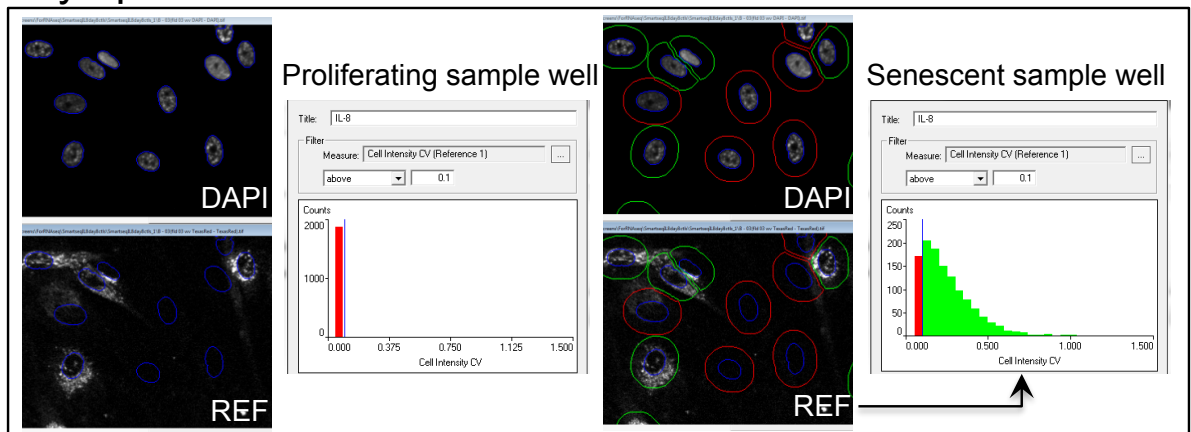 DAPI
REF
Proliferating sample well
Title: IL-8
Filter
Measure: Cell Intensity CV (Reference 1) ...
above 0.1
Counts
2000
1000
0
0.000 0.375 0.750 1.125 1.500
Cell Intensity CV
DAPI
REF
Senescent sample well
Title: IL-8
Filter
Measure: Cell Intensity CV (Reference 1) ...
above 0.1
Counts
250
200
150
100
50
0
0.000 0.500 1.000 1.500
Cell Intensity CV